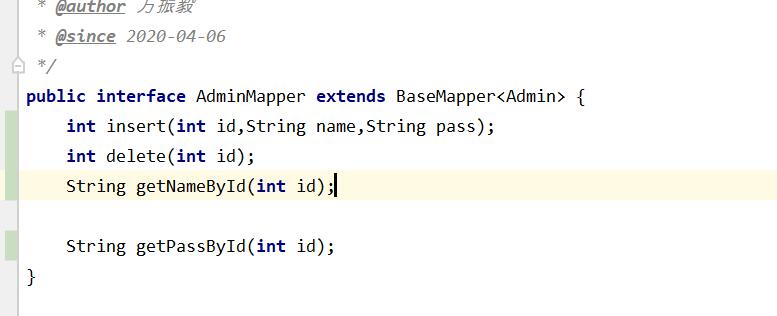 * @author 万振毅
* @since 2020-04-06
*/
public interface AdminMapper extends BaseMapper<Admin> {
int insert(int id,String name,String pass);
int delete(int id);
String getNameById(int id);
String getPassById(int id);
}